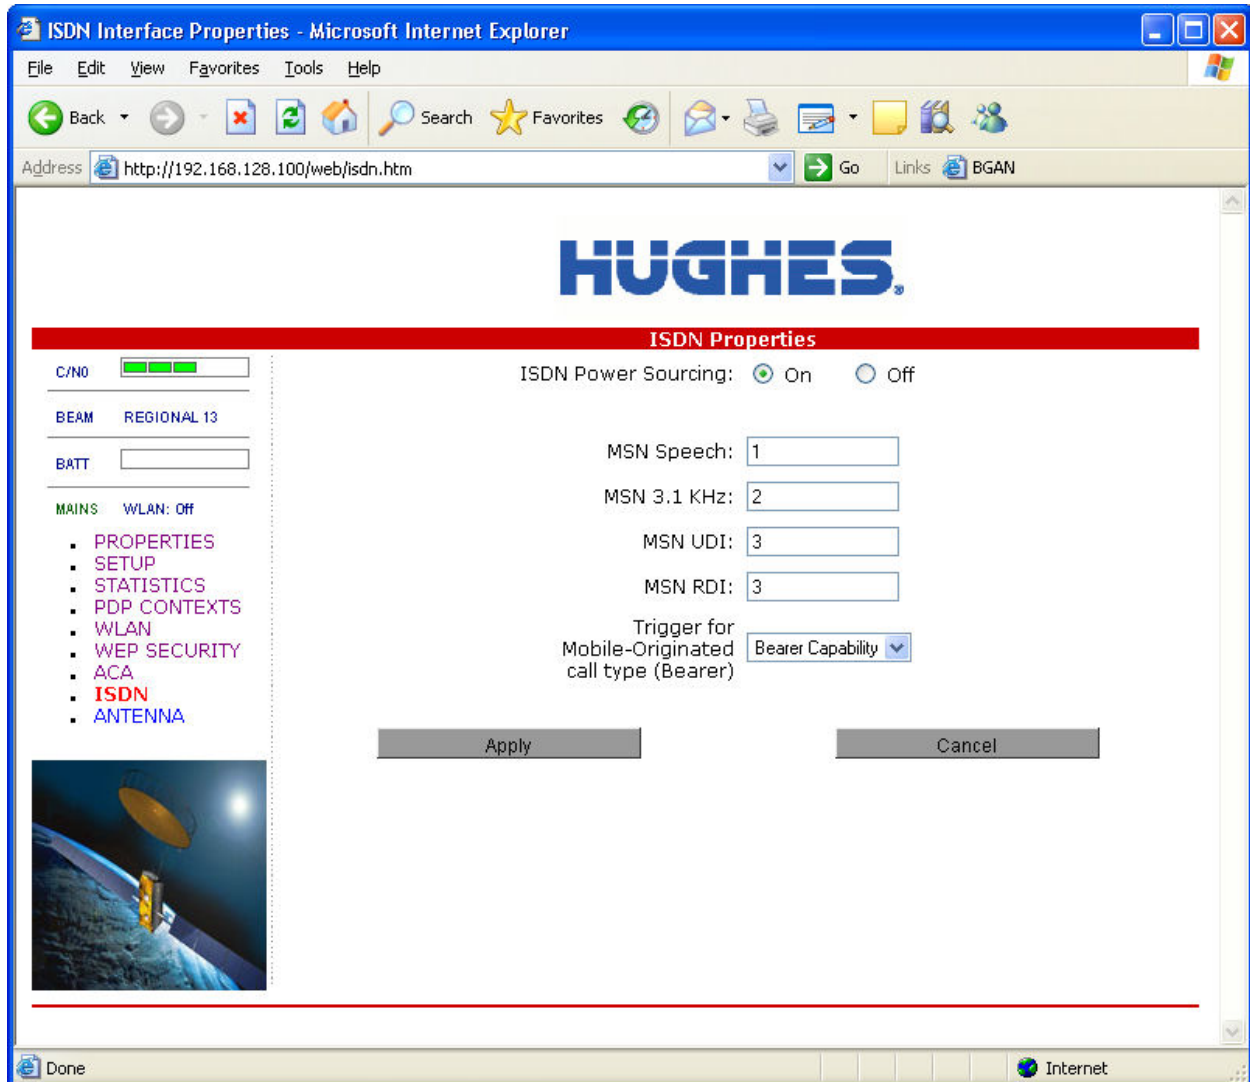 ISDN Interface Properties - Microsoft Internet Explorer
File Edit View Favorites Tools Help
Back Search Favorites
Address http://192.168.128.100/web/isdn.htm Go Links BGAN
HUGHES.®
ISDN Properties
C/N0
BEAM REGIONAL 13
BATT
MAINS WLAN: Off
PROPERTIES
SETUP
STATISTICS
PDP CONTEXTS
WLAN
WEP SECURITY
ACA
ISDN
ANTENNA
ISDN Power Sourcing: On Off
MSN Speech: 1
MSN 3.1 KHz: 2
MSN UDI: 3
MSN RDI: 3
Trigger for
Mobile-Originated Bearer Capability
call type (Bearer)
Apply Cancel
Done Internet